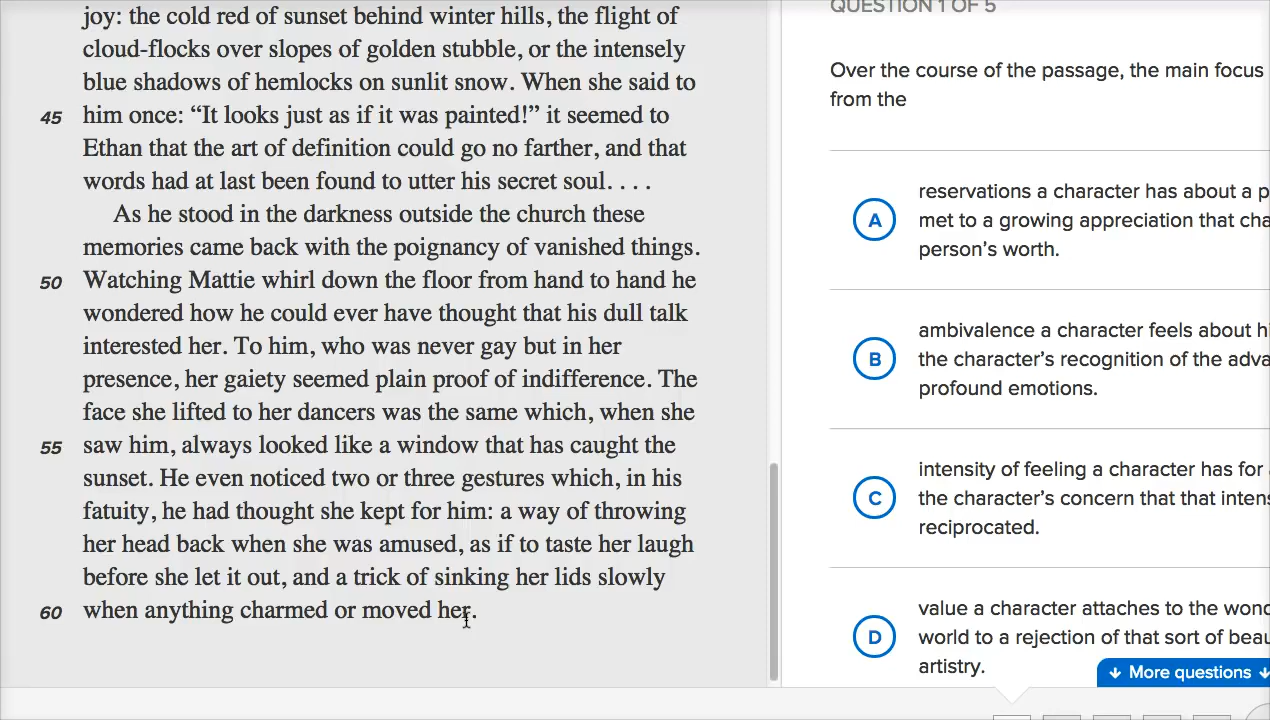 joy: the cold red of sunset behind winter hills, the flight of
cloud-flocks over slopes of golden stubble, or the intensely
blue shadows of hemlocks on sunlit snow. When she said to
45 him once: “It looks just as if it was painted!” it seemed to
Ethan that the art of definition could go no farther, and that
words had at last been found to utter his secret soul. . . .
As he stood in the darkness outside the church these
memories came back with the poignancy of vanished things.
50 Watching Mattie whirl down the floor from hand to hand he
wondered how he could ever have thought that his dull talk
interested her. To him, who was never gay but in her
presence, her gaiety seemed plain proof of indifference. The
face she lifted to her dancers was the same which, when she
55 saw him, always looked like a window that has caught the
sunset. He even noticed two or three gestures which, in his
fatuity, he had thought she kept for him: a way of throwing
her head back when she was amused, as if to taste her laugh
before she let it out, and a trick of sinking her lids slowly
60 when anything charmed or moved her.
QUESTION 1 OF 5
Over the course of the passage, the main focus
from the
A
reservations a character has about a
met to a growing appreciation that
person’s worth.
B
ambivalence a character feels about
the character’s recognition of the
profound emotions.
C
intensity of feeling a character has for
the character’s concern that that
reciprocated.
D
value a character attaches to the
world to a rejection of that sort of
artistry.
More questions